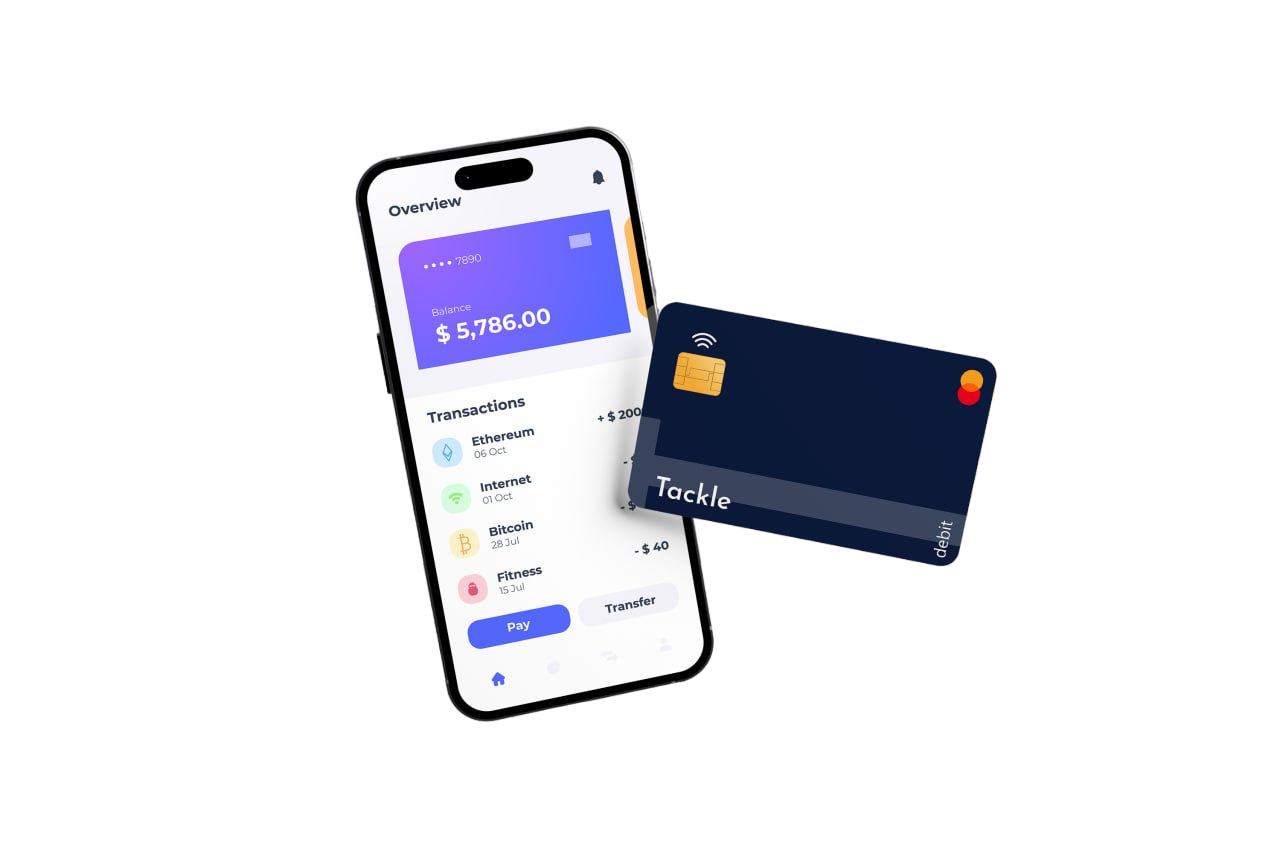 Overview
•••• 7890
Balance
$ 5,786.00
Transactions
Ethereum
06 Oct
+ $ 200
Internet
01 Oct
- $
Bitcoin
28 Jul
- $
Fitness
15 Jul
- $ 40
Pay
Transfer
Tackle
debit